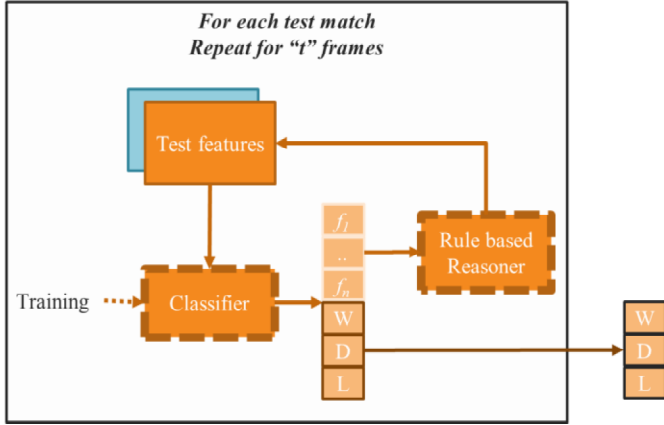 For each test match
Repeat for “t” frames
Test features
f1
..
fn
Rule based
Reasoner
Training
Classifier
W
D
L
W
D
L